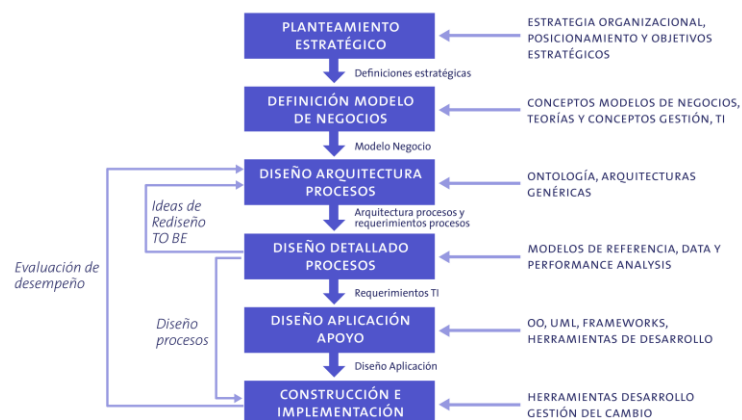 PLANTEAMIENTO
ESTRATÉGICO
ESTRATEGIA ORGANIZACIONAL,
POSICIONAMIENTO Y OBJETIVOS
ESTRATÉGICOS
Definiciones estratégicas
DEFINICIÓN MODELO
DE NEGOCIOS
CONCEPTOS MODELOS DE NEGOCIOS,
TEORÍAS Y CONCEPTOS GESTIÓN, TI
Modelo Negocio
DISEÑO ARQUITECTURA
PROCESOS
ONTOLOGÍA, ARQUITECTURAS
GENÉRICAS
Ideas de
Rediseño
TO BE
Arquitectura procesos y
requerimientos procesos
DISEÑO DETALLADO
PROCESOS
MODELOS DE REFERENCIA, DATA Y
PERFORMANCE ANALYSIS
Evaluación de
desempeño
Requerimientos TI
DISEÑO APLICACIÓN
APOYO
OO, UML, FRAMEWORKS,
HERRAMIENTAS DE DESARROLLO
Diseño
procesos
Diseño Aplicación
CONSTRUCCIÓN E
IMPLEMENTACIÓN
HERRAMIENTAS DESARROLLO
GESTIÓN DEL CAMBIO